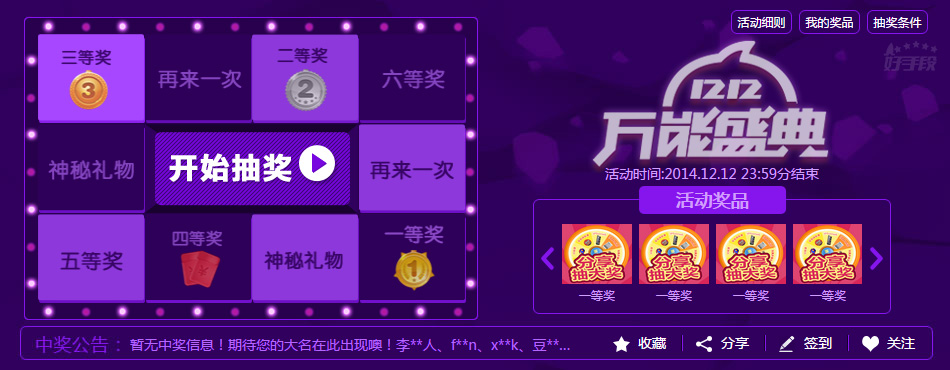 活动细则 我的奖品 抽奖条件
三等奖
3
再来一次
二等奖
2
六等奖
神秘礼物
开始抽奖
再来一次
五等奖
四等奖
神秘礼物
一等奖
1
好手段
12.12
万能盛典
活动时间:2014.12.12 23:59分结束
活动奖品
分享 分享 分享 分享
抽大奖 抽大奖 抽大奖 抽大奖
一等奖 一等奖 一等奖 一等奖
中奖公告： 暂无中奖信息！期待您的大名在此出现噢！李**人、f**n、x**k、豆**...
收藏 分享 签到 关注